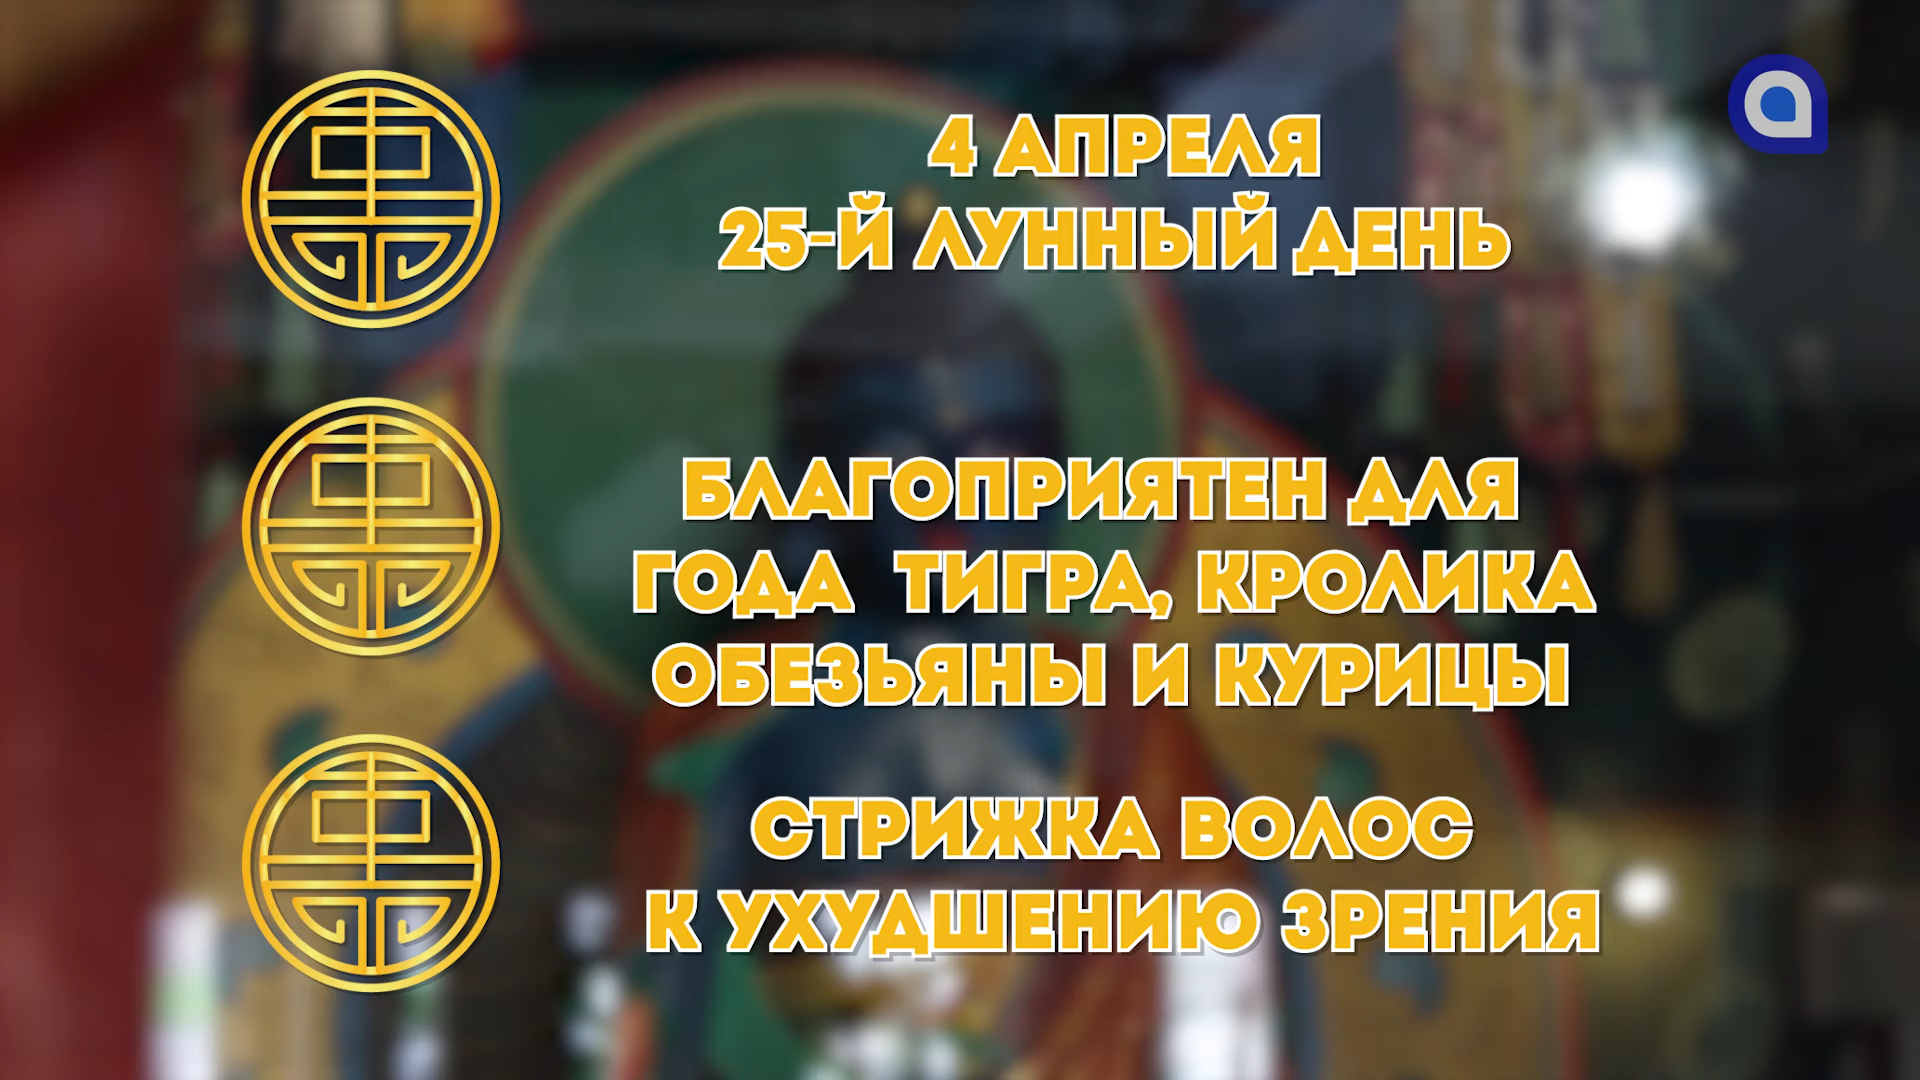 4 АПРЕЛЯ
25-Й ЛУННЫЙ ДЕНЬ
БЛАГОПРИЯТЕН ДЛЯ
ГОДА ТИГРА, КРОЛИКА
ОБЕЗЬЯНЫ И КУРИЦЫ
СТРИЖКА ВОЛОС
К УХУДШЕНИЮ ЗРЕНИЯ